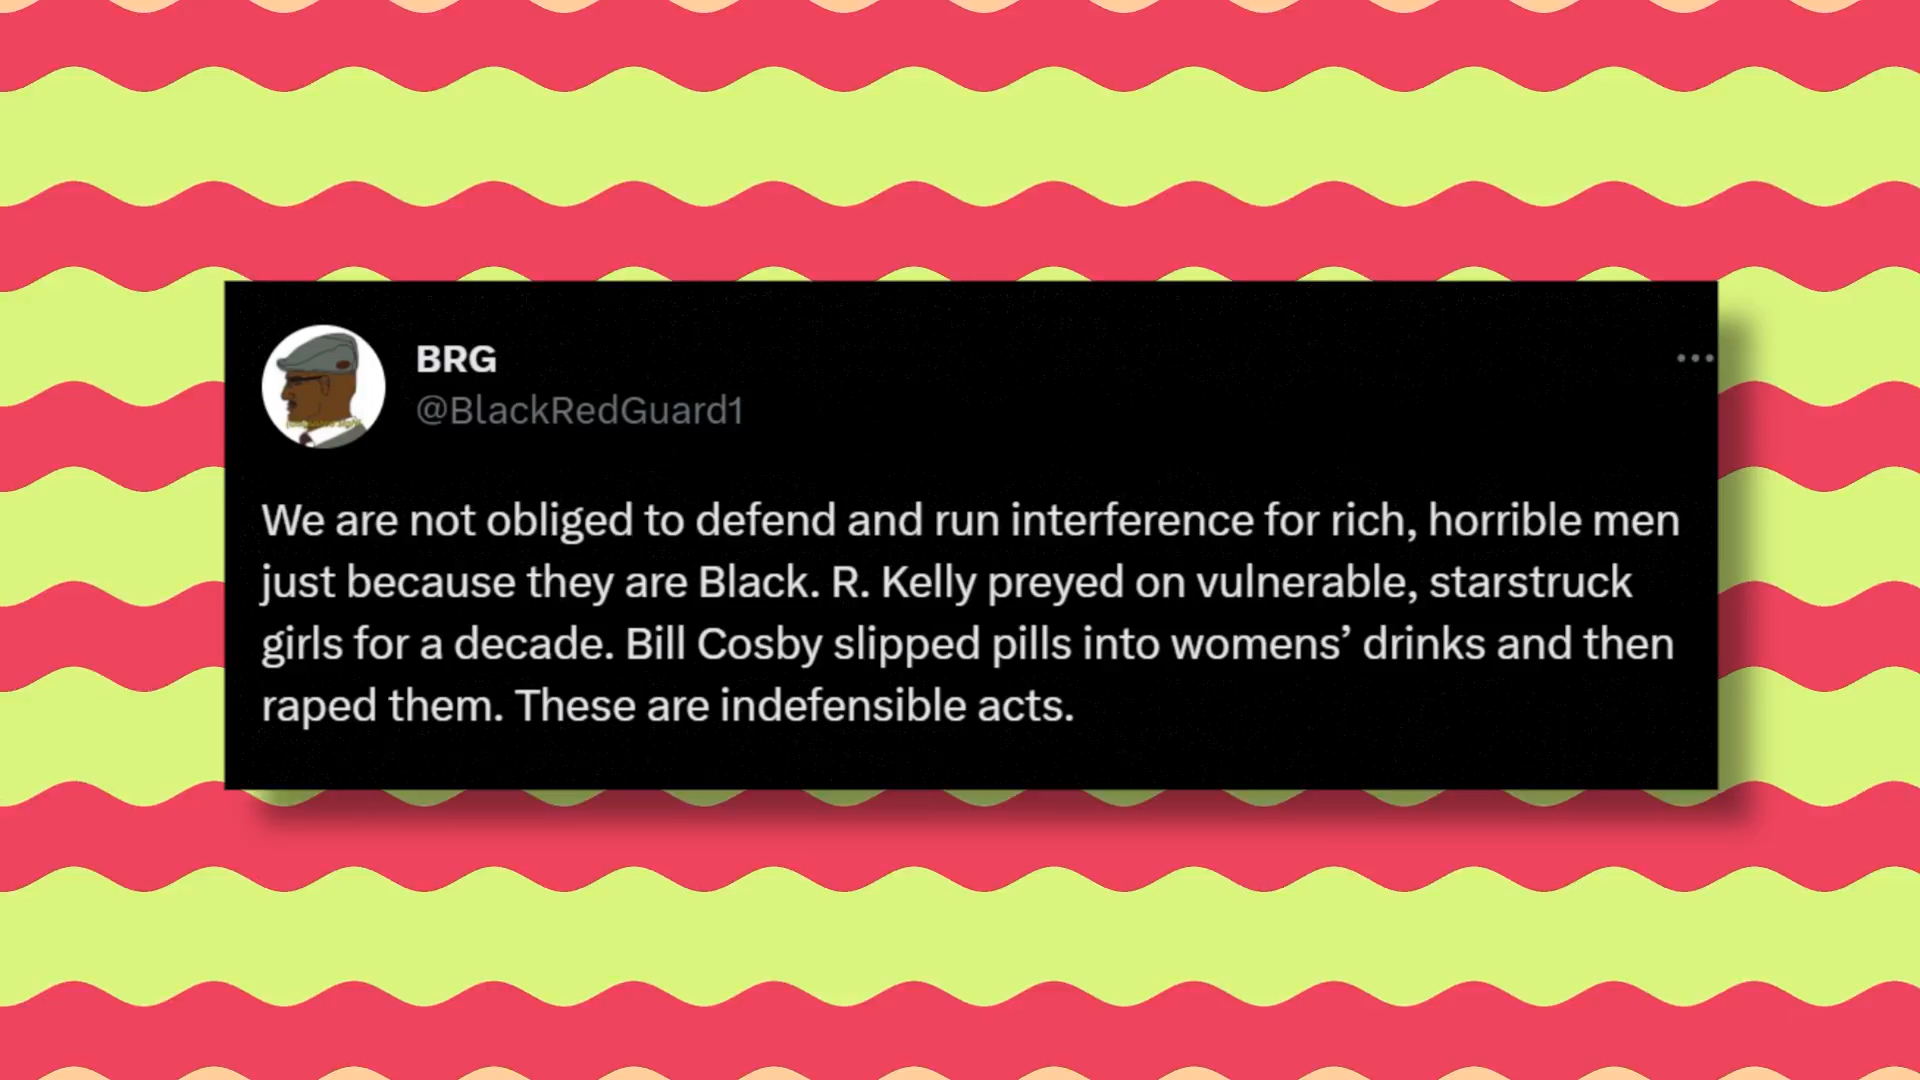 BRG
@BlackRedGuard1
We are not obliged to defend and run interference for rich, horrible men
just because they are Black. R. Kelly preyed on vulnerable, starstruck
girls for a decade. Bill Cosby slipped pills into womens’ drinks and then
raped them. These are indefensible acts.